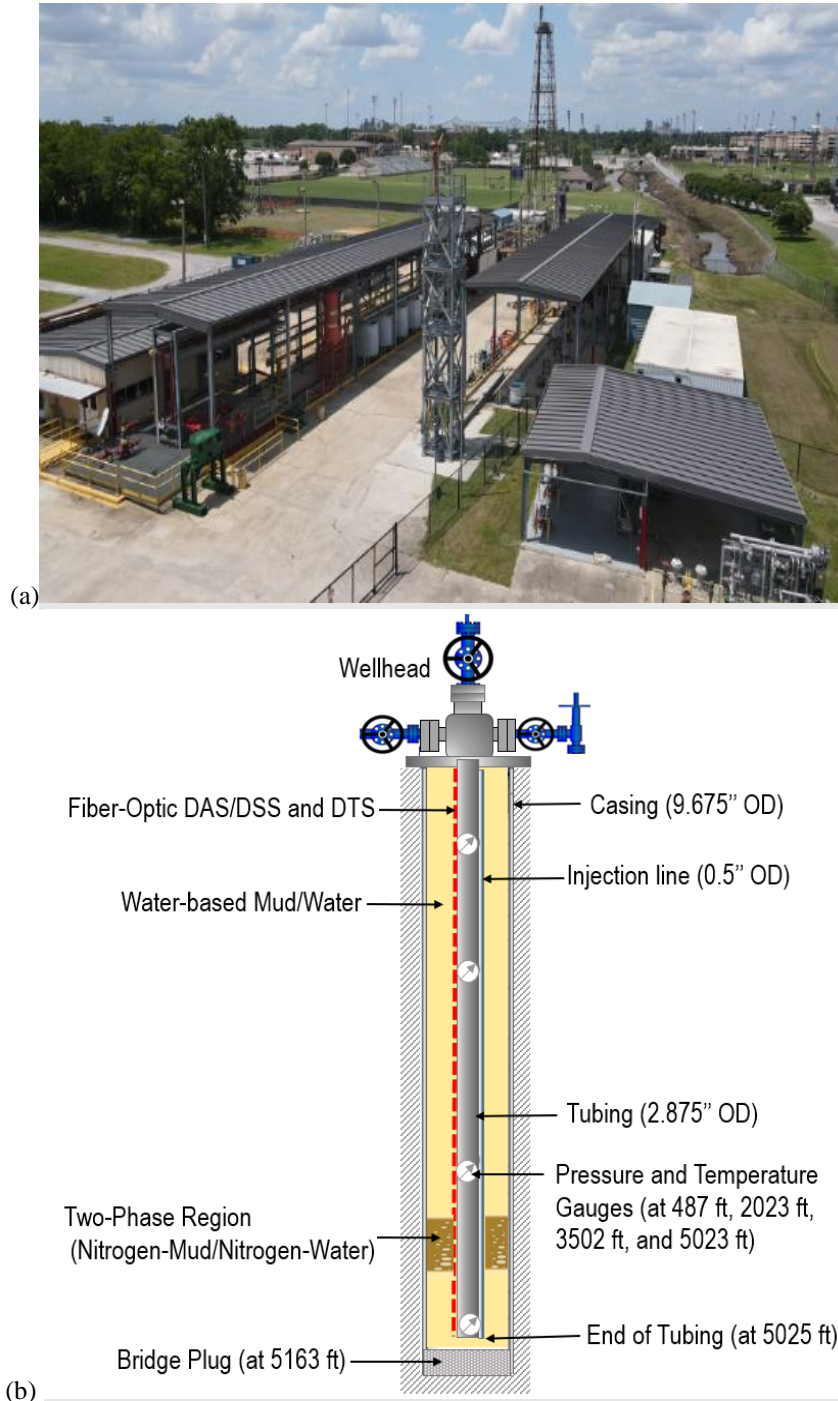 (a)
Wellhead
Fiber-Optic DAS/DSS and DTS
Casing (9.675’’ OD)
Injection line (0.5’’ OD)
Water-based Mud/Water
Tubing (2.875’’ OD)
Pressure and Temperature
Gauges (at 487 ft, 2023 ft,
3502 ft, and 5023 ft)
Two-Phase Region
(Nitrogen-Mud/Nitrogen-Water)
End of Tubing (at 5025 ft)
Bridge Plug (at 5163 ft)
(b)